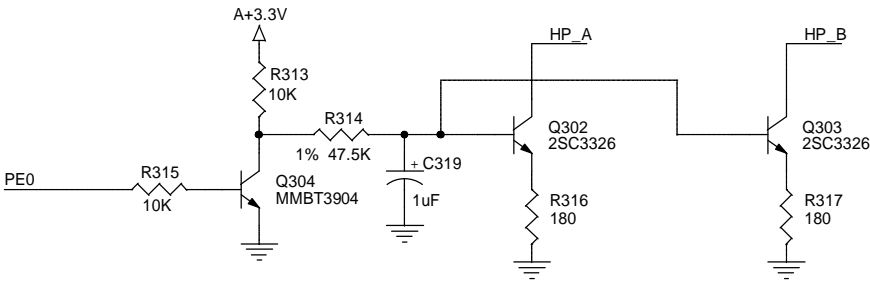 A+3.3V
HP_A
HP_B
R313
10K
R314
1% 47.5K
Q302
2SC3326
Q303
2SC3326
+ C319
1uF
R315
10K
PE0
Q304
MMBT3904
R316
180
R317
180